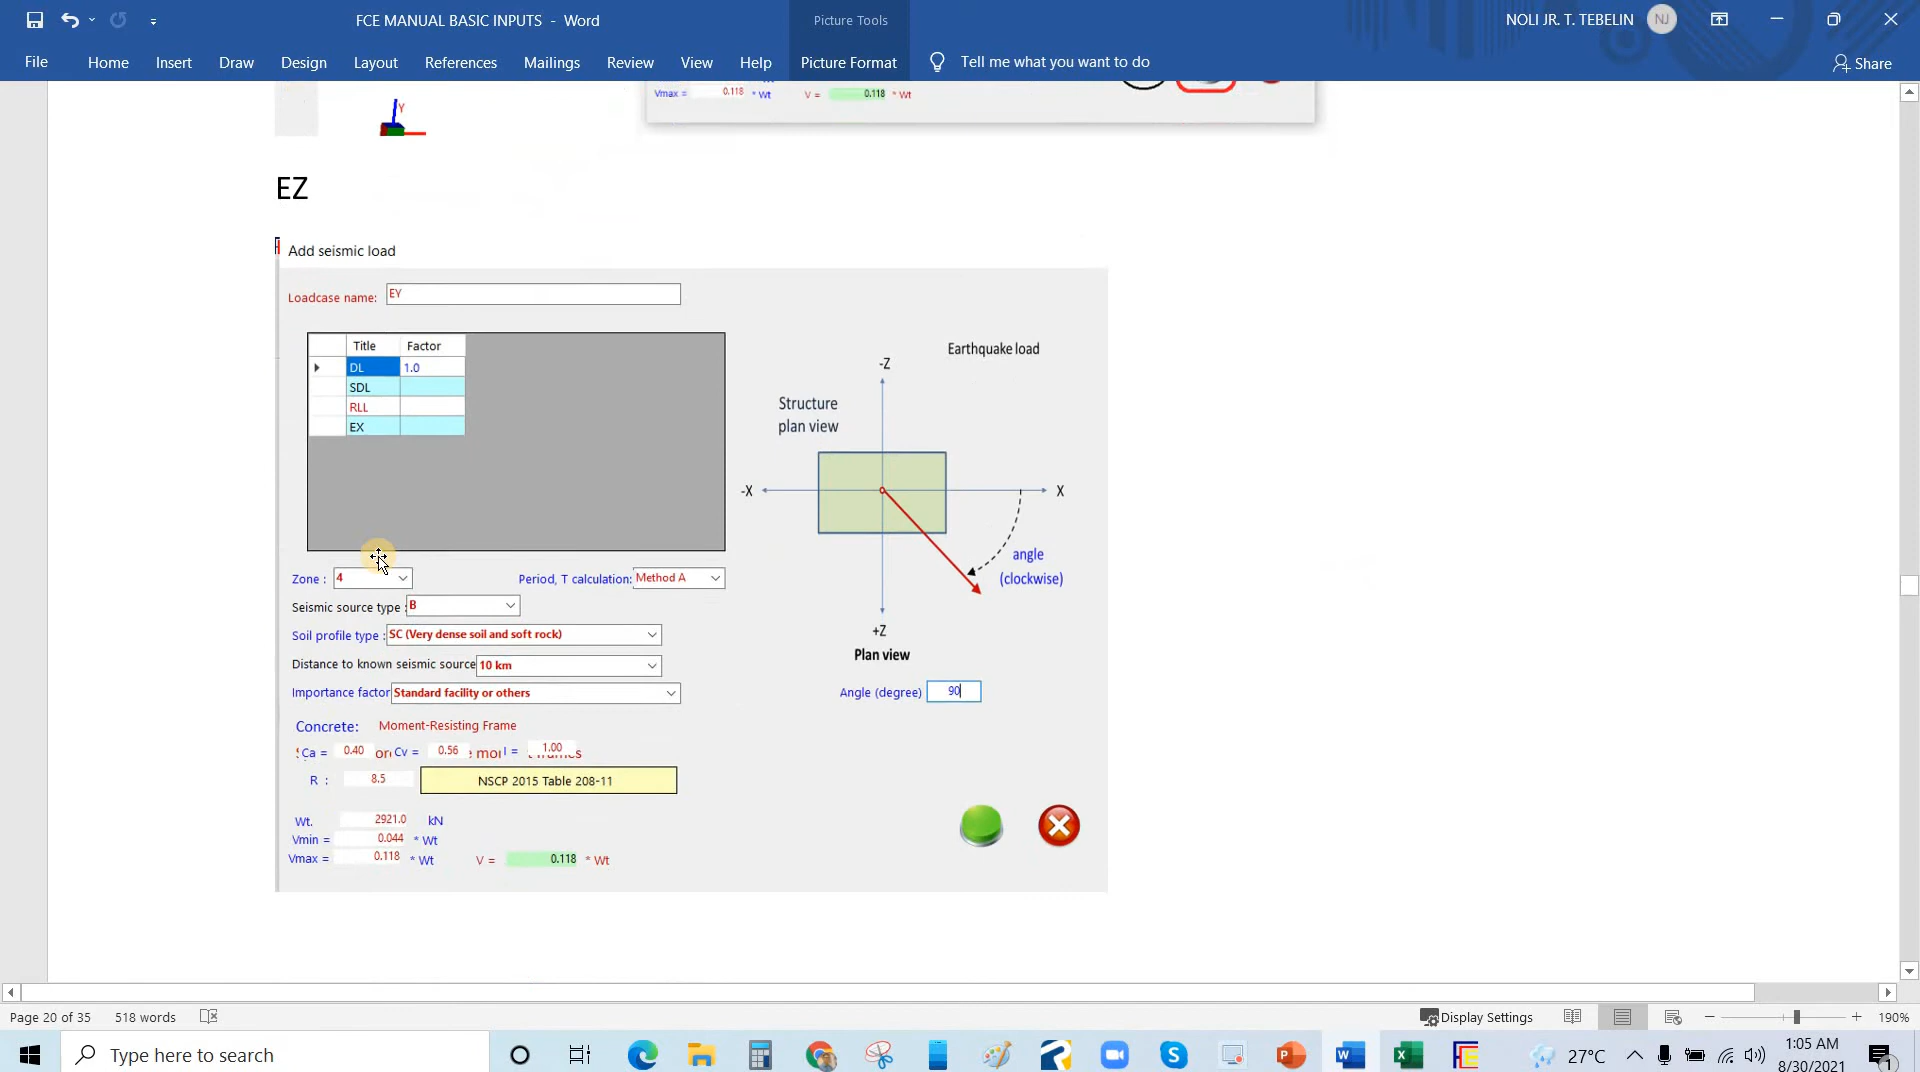 FCE MANUAL BASIC INPUTS - Word
Picture Tools
NOLI JR. T. TEBELIN
NJ
File Home Insert Draw Design Layout References Mailings Review View Help Picture Format Tell me what you want to do Share
Vmax = 0.118 * Wt V = 0.118 * Wt
Y
EZ
Add seismic load
Loadcase name: EY
Title Factor
DL 1.0
SDL
RLL
EX
Earthquake load
-Z
Structure
plan view
-X
X
angle
(clockwise)
+Z
Plan view
Angle (degree) 90
Zone : 4
Period, T calculation: Method A
Seismic source type : B
Soil profile type : SC (Very dense soil and soft rock)
Distance to known seismic source 10 km
Importance factor Standard facility or others
Concrete: Moment-Resisting Frame
Ca = 0.40 Cv = 0.56 I = 1.00
R : 8.5 NSCP 2015 Table 208-11
Wt. 2921.0 kN
Vmin = 0.044 * Wt
Vmax = 0.118 * Wt V = 0.118 * Wt
Page 20 of 35 518 words
Display Settings
190%
Type here to search
27°C
1:05 AM
8/30/2021
1